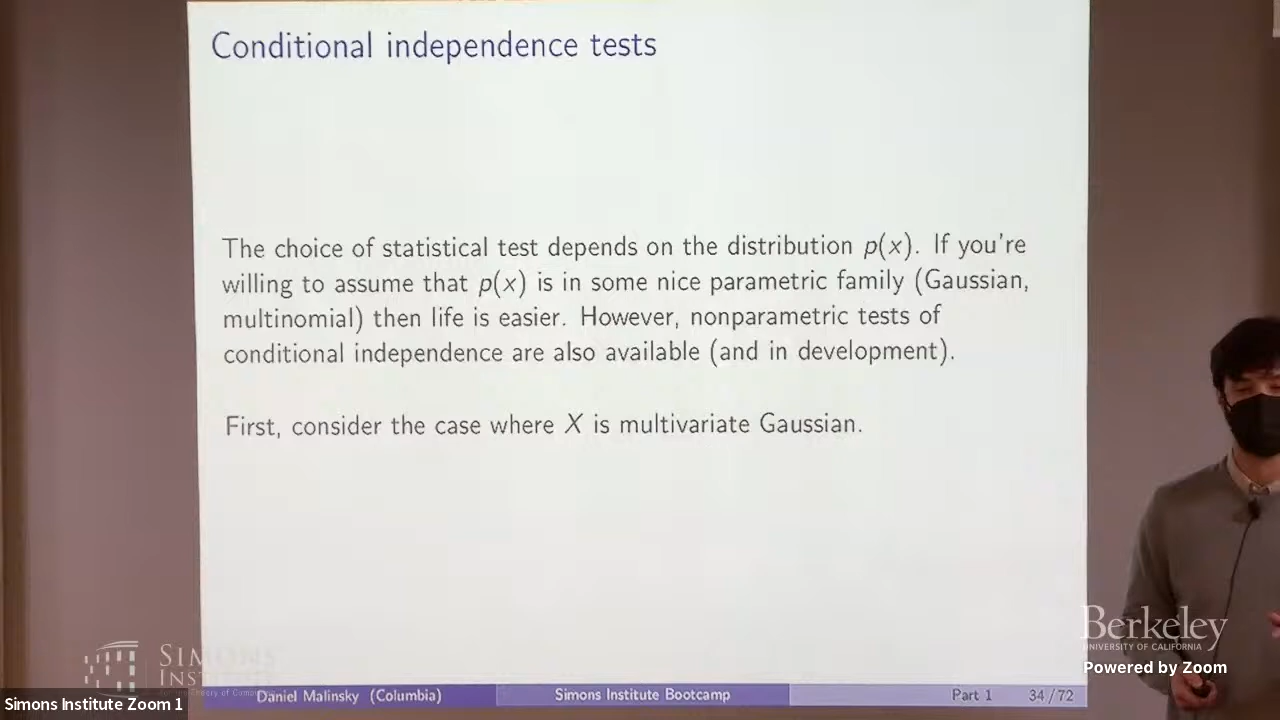 Conditional independence tests
The choice of statistical test depends on the distribution p(x). If you're
willing to assume that p(x) is in some nice parametric family (Gaussian,
multinomial) then life is easier. However, nonparametric tests of
conditional independence are also available (and in development).
First, consider the case where X is multivariate Gaussian.
Berkeley
UNIVERSITY OF CALIFORNIA
Powered by Zoom
SIMONS
INSTITUTE
Daniel Malinsky (Columbia) Simons Institute Bootcamp Part 1 34/72
Simons Institute Zoom 1